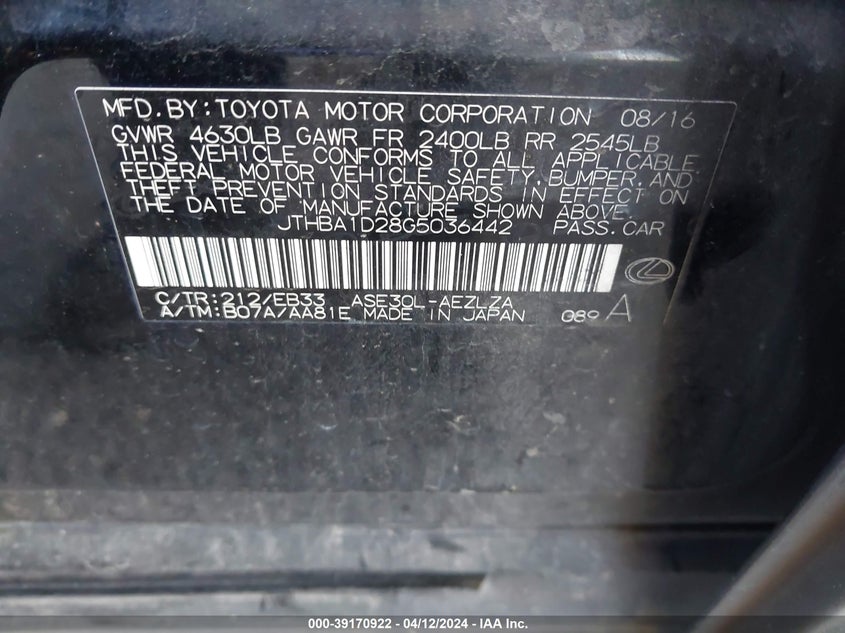 MFD.BY:TOYOTA MOTOR CORPORATION 08/16
GVWR 4630LB GAWR FR 2400LB RR 2545LB
THIS VEHICLE CONFORMS TO ALL APPLICABLE
FEDERAL MOTOR VEHICLE SAFETY,BUMPER,AND
THEFT PREVENTION STANDARDS IN EFFECT ON
THE DATE OF MANUFACTURE SHOWN ABOVE.
JTHBA1D28G5036442 PASS.CAR
C/TR:212/EB33 ASE30L-AEZLZA
A/TM:B07A/AA81E MADE IN JAPAN 089 A
000-39170922 - 04/12/2024 - IAA Inc.